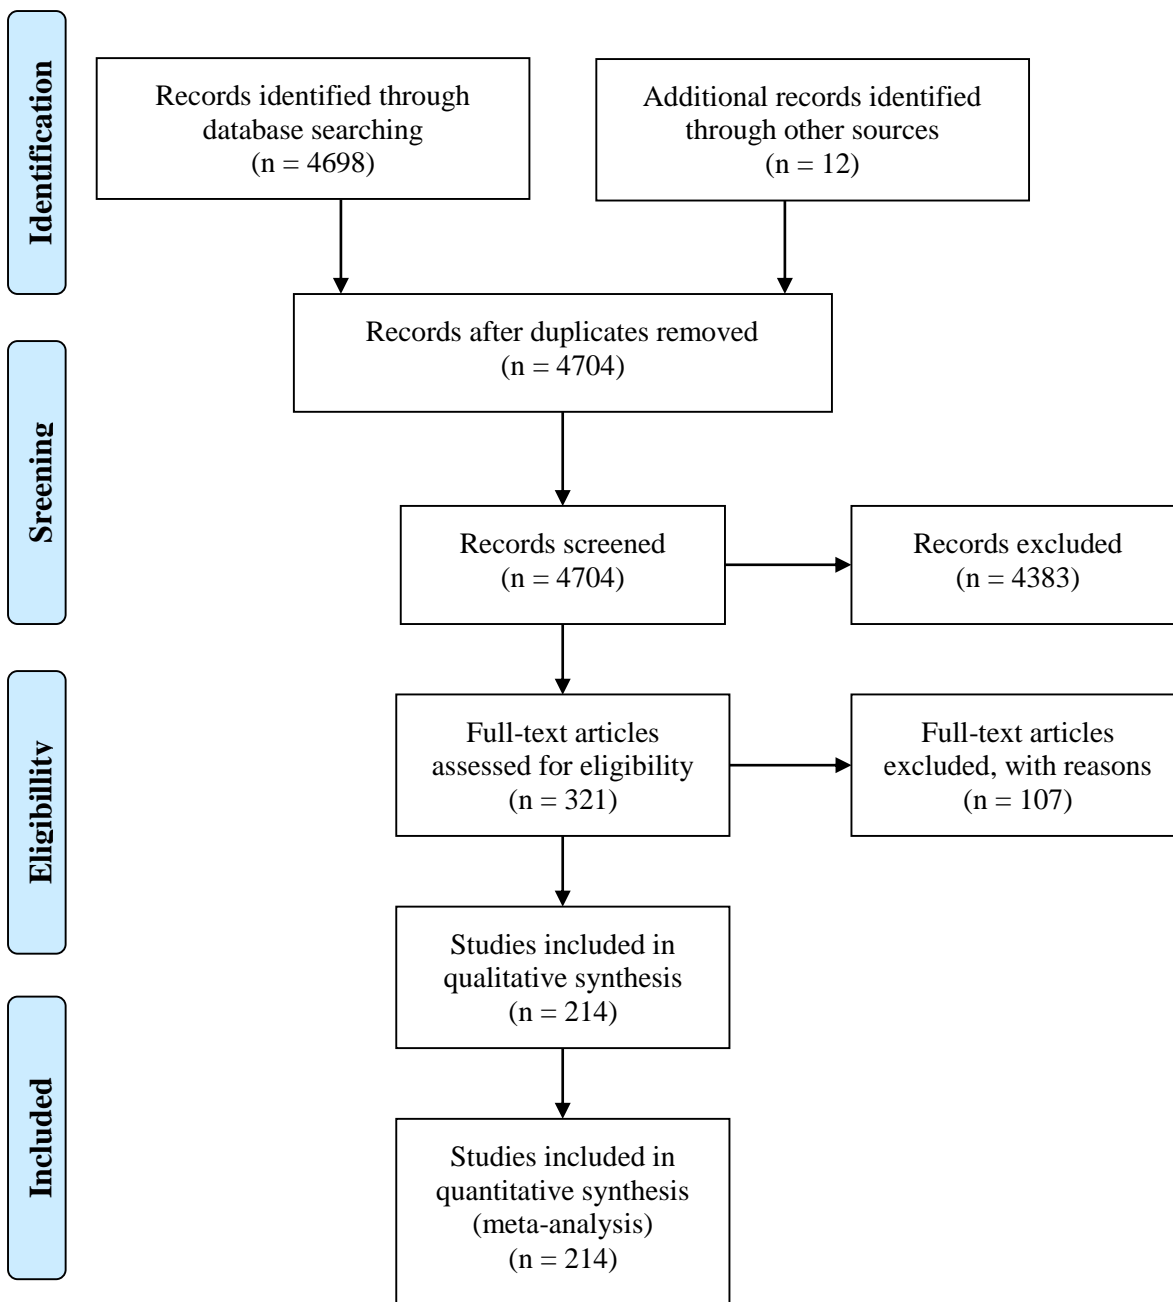 Identification
Records identified through
database searching
(n = 4698)
Additional records identified
through other sources
(n = 12)
Records after duplicates removed
(n = 4704)
Sreening
Records screened
(n = 4704)
Records excluded
(n = 4383)
Eligibillity
Full-text articles
assessed for eligibility
(n = 321)
Full-text articles
excluded, with reasons
(n = 107)
Studies included in
qualitative synthesis
(n = 214)
Included
Studies included in
quantitative synthesis
(meta-analysis)
(n = 214)